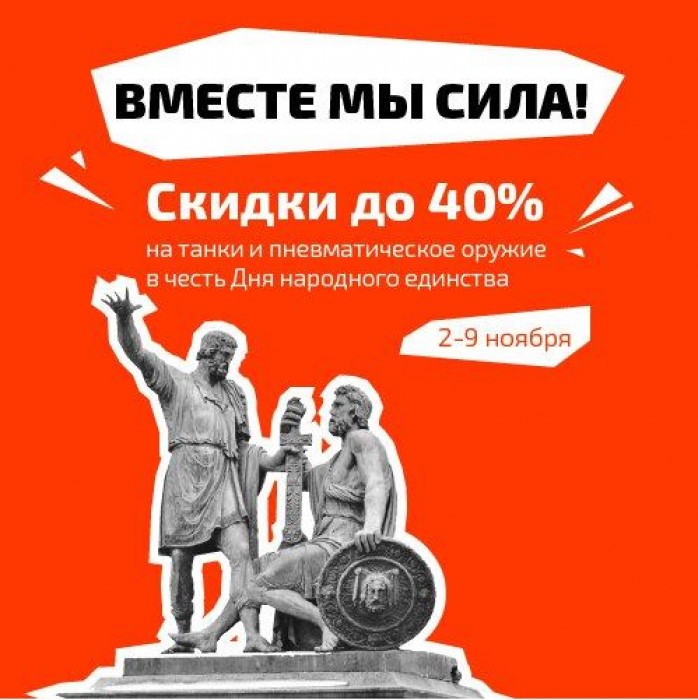 ВМЕСТЕ МЫ СИЛА!
Скидки до 40%
на танки и пневматическое оружие
в честь Дня народного единства
2-9 ноября